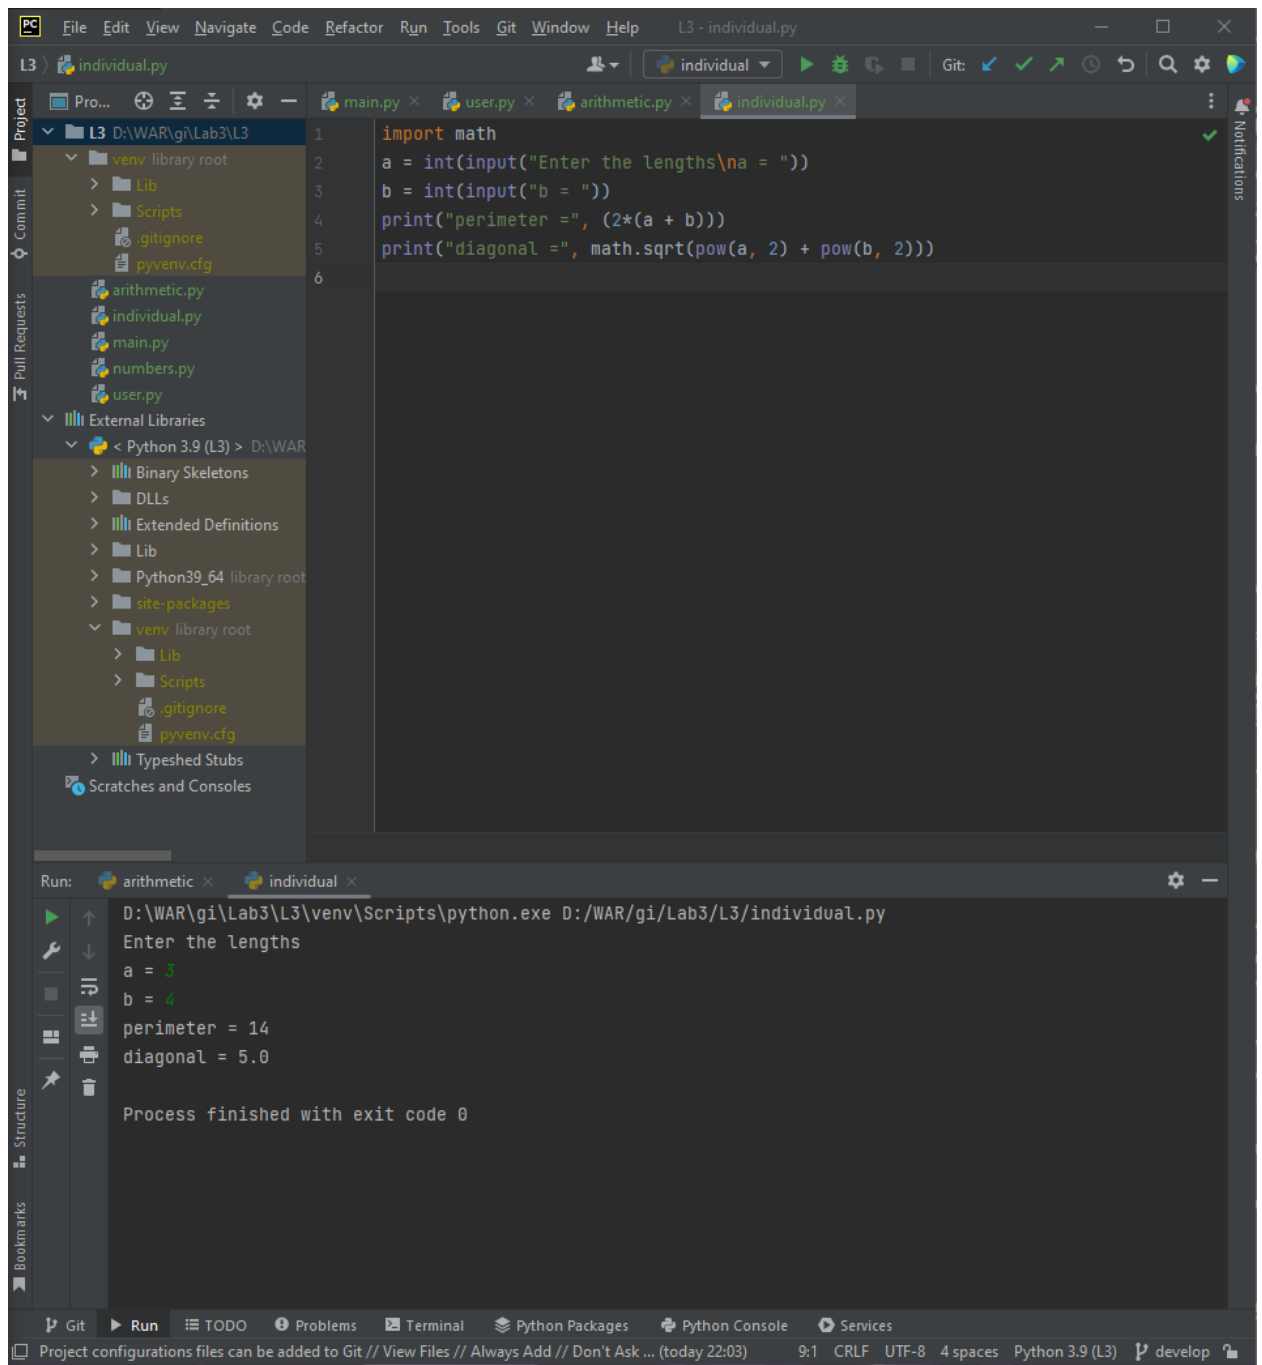 PC File Edit View Navigate Code Refactor Run Tools Git Window Help L3 - individual.py
L3 individual.py individual Git:
Project Pro... main.py user.py arithmetic.py individual.py
L3 D:\WAR\gi\Lab3\L3
venv library root
Lib
Scripts
.gitignore
pyvenv.cfg
arithmetic.py
individual.py
main.py
numbers.py
user.py
External Libraries
< Python 3.9 (L3) > D:\WAR
Binary Skeletons
DLLs
Extended Definitions
Lib
Python39_64 library root
site-packages
venv library root
Lib
Scripts
.gitignore
pyvenv.cfg
Typeshed Stubs
Scratches and Consoles
Commit
Pull Requests
1 import math
2 a = int(input("Enter the lengths\na = "))
3 b = int(input("b = "))
4 print("perimeter =", (2*(a + b)))
5 print("diagonal =", math.sqrt(pow(a, 2) + pow(b, 2)))
6
Notifications
Run: arithmetic individual
D:\WAR\gi\Lab3\L3\venv\Scripts\python.exe D:/WAR/gi/Lab3/L3/individual.py
Enter the lengths
a = 3
b = 4
perimeter = 14
diagonal = 5.0
Process finished with exit code 0
Structure
Bookmarks
Git Run TODO Problems Terminal Python Packages Python Console Services
Project configurations files can be added to Git // View Files // Always Add // Don't Ask ... (today 22:03) 9:1 CRLF UTF-8 4 spaces Python 3.9 (L3) develop